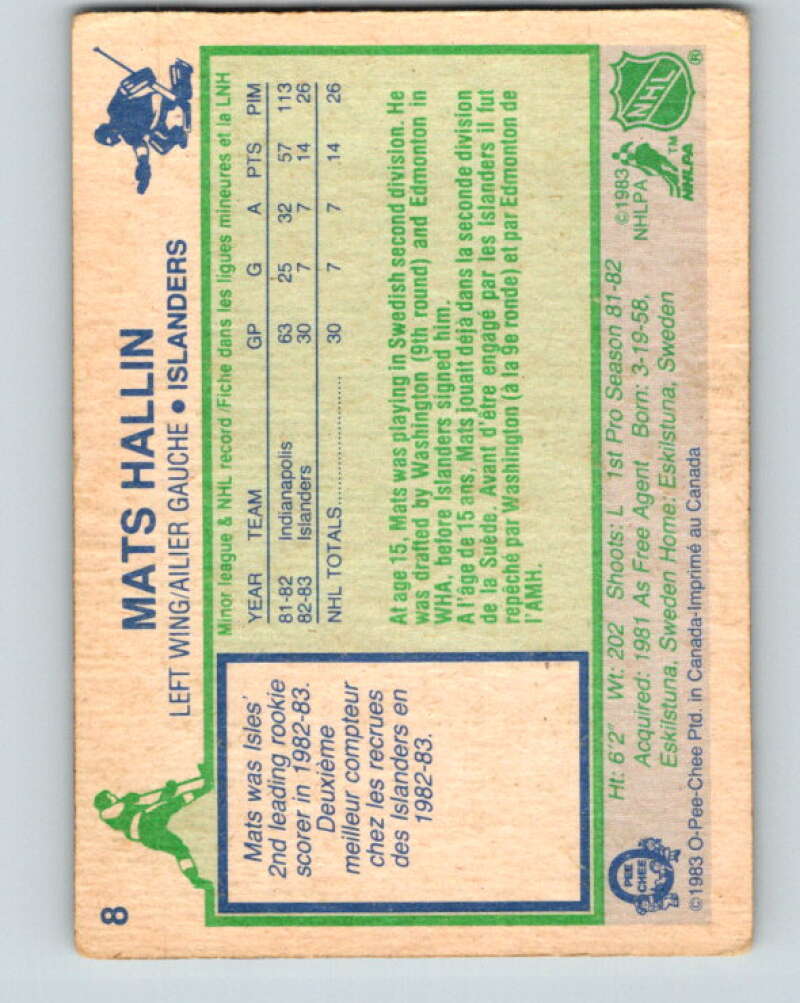 8
MATS HALLIN
LEFT WING/AILIER GAUCHE • ISLANDERS
Mats was Isles'
2nd leading rookie
scorer in 1982-83.
Deuxième
meilleur compteur
chez les recrues
des Islanders en
1982-83.
Minor league & NHL record/Fiche dans les ligues mineures et la LNH
YEAR TEAM GP G A PTS PIM
81-82 Indianapolis 63 25 32 57 113
82-83 Islanders 30 7 7 14 26
NHL TOTALS.......................... 30 7 7 14 26
At age 15, Mats was playing in Swedish second division. He
was drafted by Washington (9th round) and Edmonton in
WHA, before Islanders signed him.
A l'âge de 15 ans, Mats jouait déjà dans la seconde division
de la Suède. Avant d'être engagé par les Islanders il fut
repêché par Washington (à la 9e ronde) et par Edmonton de
l'AMH.
Ht: 6'2" Wt: 202 Shoots: L 1st Pro Season 81-82
Acquired: 1981 As Free Agent Born: 3-19-58,
Eskilstuna, Sweden Home: Eskilstuna, Sweden
©1983
NHLPA
NHL ®
NHLPA ™
O PEE CHEE
©1983 O-Pee-Chee Ptd. in Canada-Imprimé au Canada